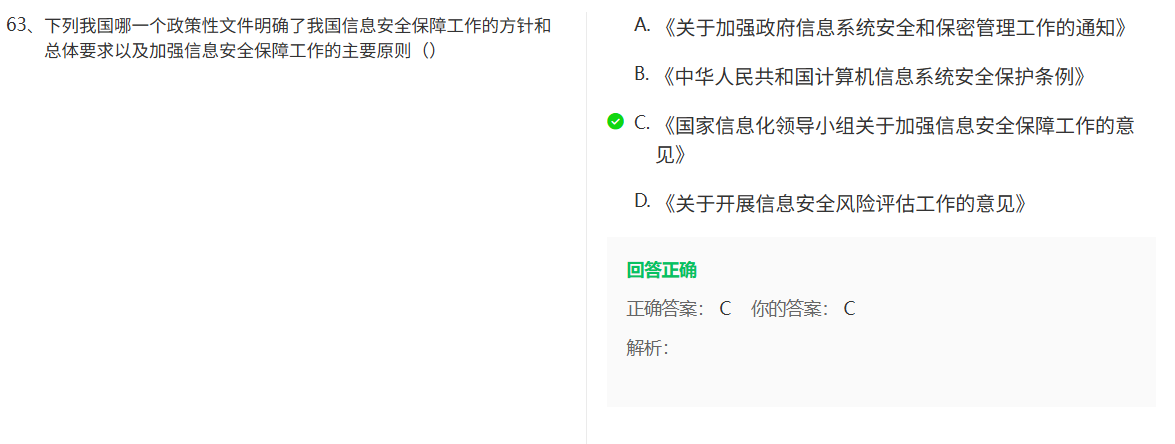 63、下列我国哪一个政策性文件明确了我国信息安全保障工作的方针和
总体要求以及加强信息安全保障工作的主要原则（）
A. 《关于加强政府信息系统安全和保密管理工作的通知》
B. 《中华人民共和国计算机信息系统安全保护条例》
C. 《国家信息化领导小组关于加强信息安全保障工作的意
见》
D. 《关于开展信息安全风险评估工作的意见》
回答正确
正确答案： C 你的答案： C
解析：